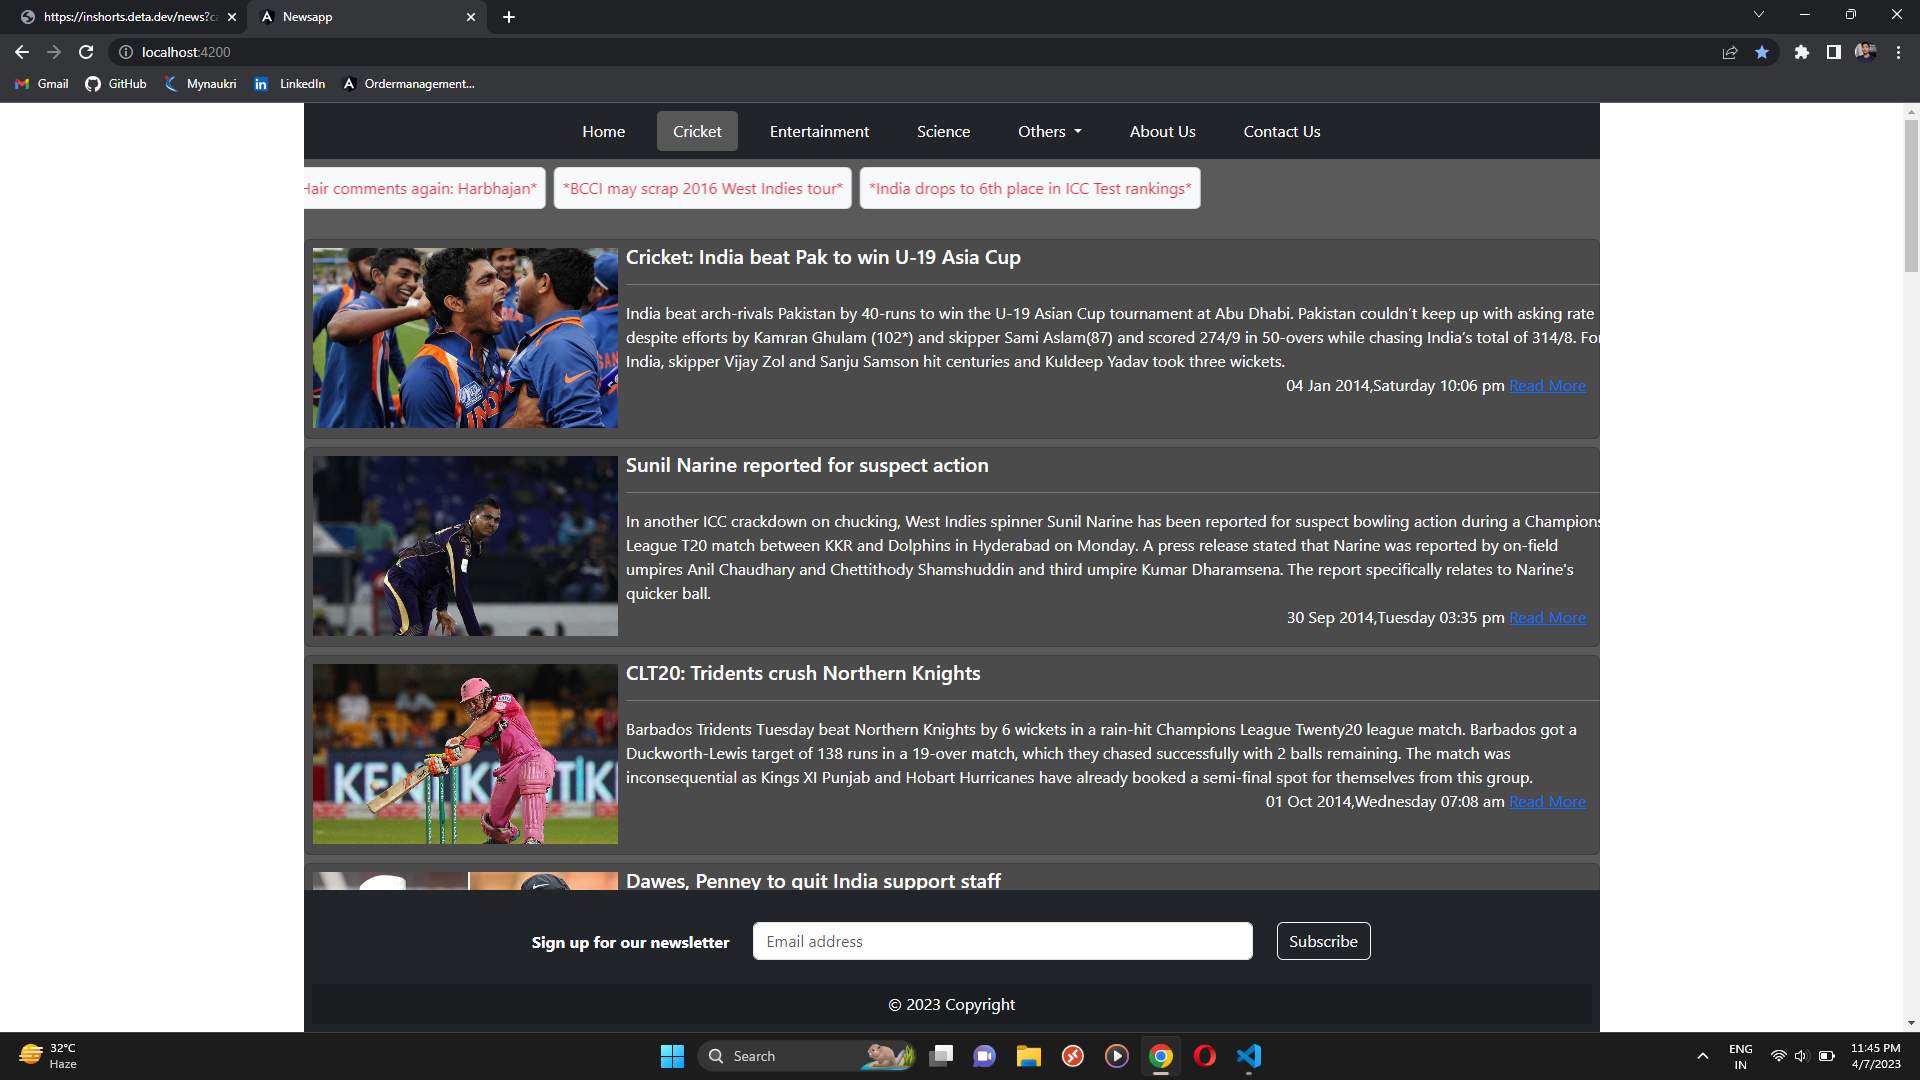 https://inshorts.deta.dev/news?c
Newsapp
localhost:4200
Gmail
GitHub
Mynaukri
LinkedIn
Ordermanagement...
Home
Cricket
Entertainment
Science
Others
About Us
Contact Us
Hair comments again: Harbhajan*
*BCCI may scrap 2016 West Indies tour*
*India drops to 6th place in ICC Test rankings*
Cricket: India beat Pak to win U-19 Asia Cup
India beat arch-rivals Pakistan by 40-runs to win the U-19 Asian Cup tournament at Abu Dhabi. Pakistan couldn’t keep up with asking rate
despite efforts by Kamran Ghulam (102*) and skipper Sami Aslam(87) and scored 274/9 in 50-overs while chasing India’s total of 314/8. For
India, skipper Vijay Zol and Sanju Samson hit centuries and Kuldeep Yadav took three wickets.
04 Jan 2014,Saturday 10:06 pm Read More
Sunil Narine reported for suspect action
In another ICC crackdown on chucking, West Indies spinner Sunil Narine has been reported for suspect bowling action during a Champions
League T20 match between KKR and Dolphins in Hyderabad on Monday. A press release stated that Narine was reported by on-field
umpires Anil Chaudhary and Chettithody Shamshuddin and third umpire Kumar Dharamsena. The report specifically relates to Narine's
quicker ball.
30 Sep 2014,Tuesday 03:35 pm Read More
CLT20: Tridents crush Northern Knights
Barbados Tridents Tuesday beat Northern Knights by 6 wickets in a rain-hit Champions League Twenty20 league match. Barbados got a
Duckworth-Lewis target of 138 runs in a 19-over match, which they chased successfully with 2 balls remaining. The match was
inconsequential as Kings XI Punjab and Hobart Hurricanes have already booked a semi-final spot for themselves from this group.
01 Oct 2014,Wednesday 07:08 am Read More
Dawes, Penney to quit India support staff
Sign up for our newsletter
Email address
Subscribe
© 2023 Copyright
32°C
Haze
Search
ENG
IN
11:45 PM
4/7/2023